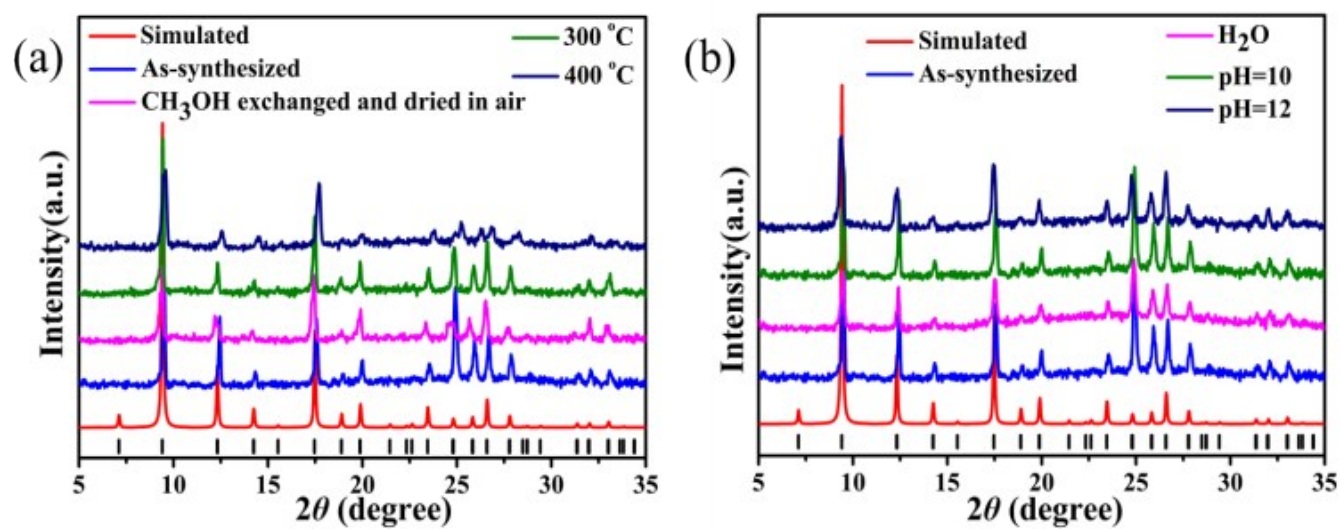 (a)
Simulated
As-synthesized
CH₃OH exchanged and dried in air
300 °C
400 °C
Intensity(a.u.)
5 10 15 20 25 30 35
2θ (degree)
(b)
Simulated
As-synthesized
H₂O
pH=10
pH=12
Intensity(a.u.)
5 10 15 20 25 30 35
2θ (degree)